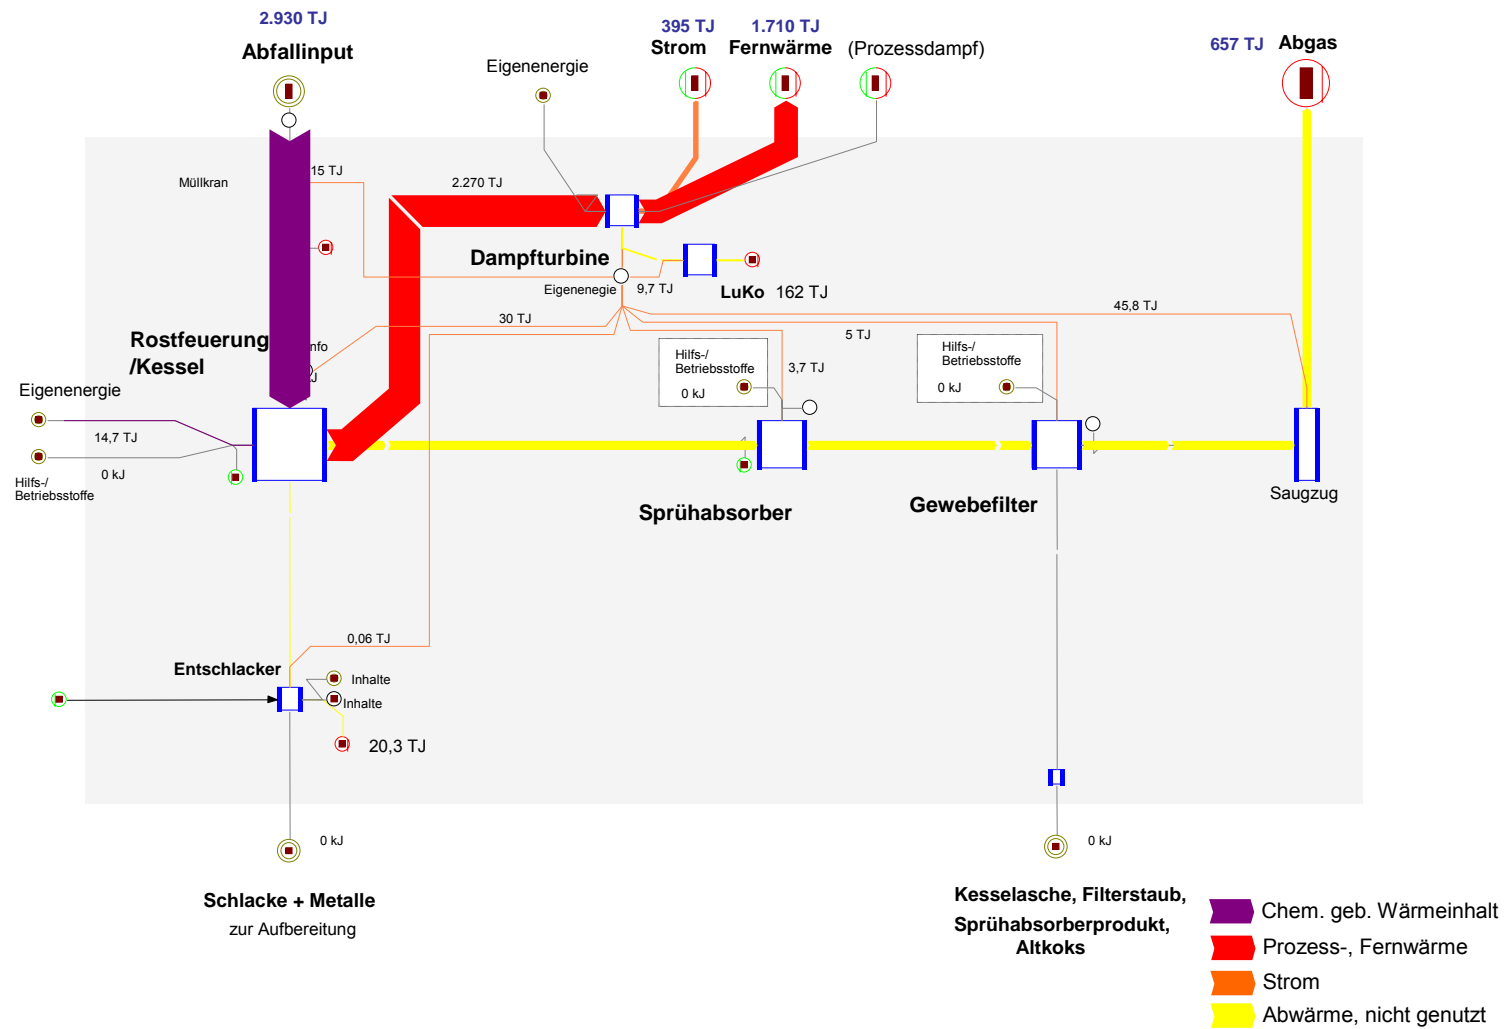 2.930 TJ
Abfallinput
Eigenenergie
395 TJ
Strom
1.710 TJ
Fernwärme
(Prozessdampf)
657 TJ
Abgas
Müllkran
15 TJ
2.270 TJ
Dampfturbine
Eigenenegie
9,7 TJ
LuKo 162 TJ
30 TJ
5 TJ
45,8 TJ
Rostfeuerung
/Kessel
nfo
J
Hilfs-/
Betriebsstoffe
0 kJ
3,7 TJ
Hilfs-/
Betriebsstoffe
0 kJ
Eigenenergie
14,7 TJ
0 kJ
Hilfs-/
Betriebsstoffe
Sprühabsorber
Gewebefilter
Saugzug
0,06 TJ
Entschlacker
Inhalte
Inhalte
20,3 TJ
0 kJ
0 kJ
Schlacke + Metalle
zur Aufbereitung
Kesselasche, Filterstaub,
Sprühabsorberprodukt,
Altkoks
Chem. geb. Wärmeinhalt
Prozess-, Fernwärme
Strom
Abwärme, nicht genutzt